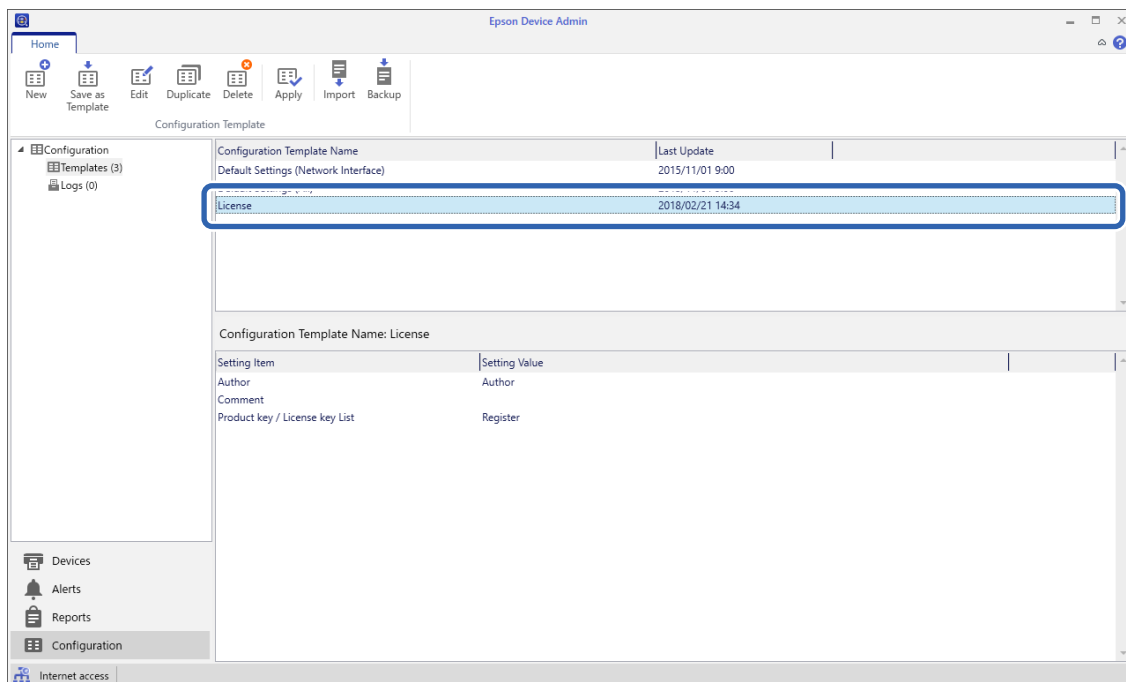 Epson Device Admin
Home
New
Save as
Template
Edit
Duplicate
Delete
Apply
Import
Backup
Configuration Template
Configuration
Templates (3)
Logs (0)
Configuration Template Name Last Update
Default Settings (Network Interface) 2015/11/01 9:00
License 2018/02/21 14:34
Configuration Template Name: License
Setting Item Setting Value
Author Author
Comment
Product key / License key List Register
Devices
Alerts
Reports
Configuration
Internet access